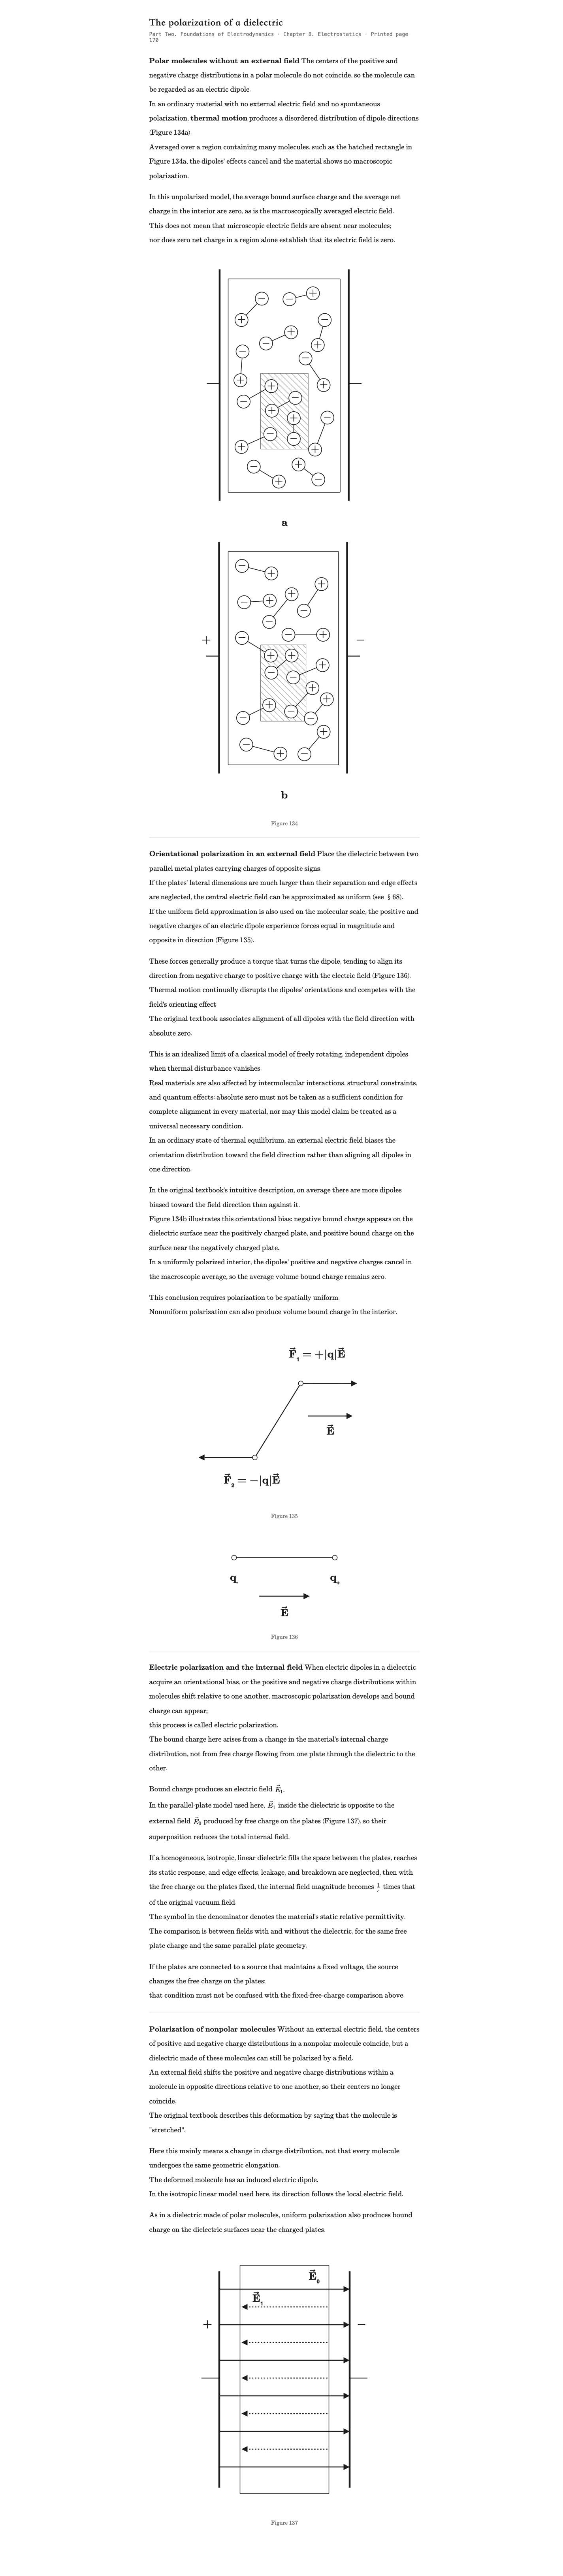 The polarization of a dielectric
Part Two. Foundations of Electrodynamics · Chapter 8. Electrostatics · Printed page
170
Polar molecules without an external field The centers of the positive and
negative charge distributions in a polar molecule do not coincide, so the molecule can
be regarded as an electric dipole.
In an ordinary material with no external electric field and no spontaneous
polarization, thermal motion produces a disordered distribution of dipole directions
(Figure 134a).
Averaged over a region containing many molecules, such as the hatched rectangle in
Figure 134a, the dipoles' effects cancel and the material shows no macroscopic
polarization.
In this unpolarized model, the average bound surface charge and the average net
charge in the interior are zero, as is the macroscopically averaged electric field.
This does not mean that microscopic electric fields are absent near molecules;
nor does zero net charge in a region alone establish that its electric field is zero.
a
+ −
b
Figure 134
Orientational polarization in an external field Place the dielectric between two
parallel metal plates carrying charges of opposite signs.
If the plates' lateral dimensions are much larger than their separation and edge effects
are neglected, the central electric field can be approximated as uniform (see § 68).
If the uniform-field approximation is also used on the molecular scale, the positive and
negative charges of an electric dipole experience forces equal in magnitude and
opposite in direction (Figure 135).
These forces generally produce a torque that turns the dipole, tending to align its
direction from negative charge to positive charge with the electric field (Figure 136).
Thermal motion continually disrupts the dipoles' orientations and competes with the
field's orienting effect.
The original textbook associates alignment of all dipoles with the field direction with
absolute zero.
This is an idealized limit of a classical model of freely rotating, independent dipoles
when thermal disturbance vanishes.
Real materials are also affected by intermolecular interactions, structural constraints,
and quantum effects: absolute zero must not be taken as a sufficient condition for
complete alignment in every material, nor may this model claim be treated as a
universal necessary condition.
In an ordinary state of thermal equilibrium, an external electric field biases the
orientation distribution toward the field direction rather than aligning all dipoles in
one direction.
In the original textbook's intuitive description, on average there are more dipoles
biased toward the field direction than against it.
Figure 134b illustrates this orientational bias: negative bound charge appears on the
dielectric surface near the positively charged plate, and positive bound charge on the
surface near the negatively charged plate.
In a uniformly polarized interior, the dipoles' positive and negative charges cancel in
the macroscopic average, so the average volume bound charge remains zero.
This conclusion requires polarization to be spatially uniform.
Nonuniform polarization can also produce volume bound charge in the interior.
F⃗₁ = +|q|E⃗
E⃗
F⃗₂ = −|q|E⃗
Figure 135
q₋ q₊
E⃗
Figure 136
Electric polarization and the internal field When electric dipoles in a dielectric
acquire an orientational bias, or the positive and negative charge distributions within
molecules shift relative to one another, macroscopic polarization develops and bound
charge can appear;
this process is called electric polarization.
The bound charge here arises from a change in the material's internal charge
distribution, not from free charge flowing from one plate through the dielectric to the
other.
Bound charge produces an electric field E⃗₁.
In the parallel-plate model used here, E⃗₁ inside the dielectric is opposite to the
external field E⃗₀ produced by free charge on the plates (Figure 137), so their
superposition reduces the total internal field.
If a homogeneous, isotropic, linear dielectric fills the space between the plates, reaches
its static response, and edge effects, leakage, and breakdown are neglected, then with
the free charge on the plates fixed, the internal field magnitude becomes 1/ε times that
of the original vacuum field.
The symbol in the denominator denotes the material's static relative permittivity.
The comparison is between fields with and without the dielectric, for the same free
plate charge and the same parallel-plate geometry.
If the plates are connected to a source that maintains a fixed voltage, the source
changes the free charge on the plates;
that condition must not be confused with the fixed-free-charge comparison above.
Polarization of nonpolar molecules Without an external electric field, the centers
of positive and negative charge distributions in a nonpolar molecule coincide, but a
dielectric made of these molecules can still be polarized by a field.
An external field shifts the positive and negative charge distributions within a
molecule in opposite directions relative to one another, so their centers no longer
coincide.
The original textbook describes this deformation by saying that the molecule is
"stretched".
Here this mainly means a change in charge distribution, not that every molecule
undergoes the same geometric elongation.
The deformed molecule has an induced electric dipole.
In the isotropic linear model used here, its direction follows the local electric field.
As in a dielectric made of polar molecules, uniform polarization also produces bound
charge on the dielectric surfaces near the charged plates.
E⃗₀
E⃗₁
+ −
Figure 137